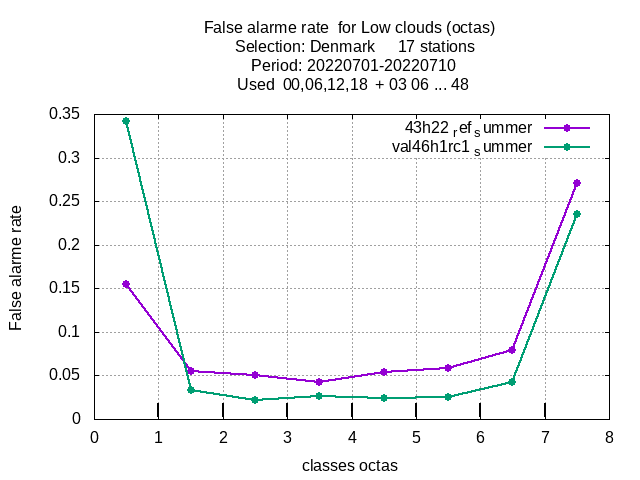 False alarme rate  for Low clouds (octas)
Selection: Denmark     17 stations
Period: 20220701-20220710
Used  00,06,12,18  + 03 06 ... 48
43h22 ref summer
val46h1rc1 summer
False alarme rate
0.35
0.3
0.25
0.2
0.15
0.1
0.05
0
0 1 2 3 4 5 6 7 8
classes octas